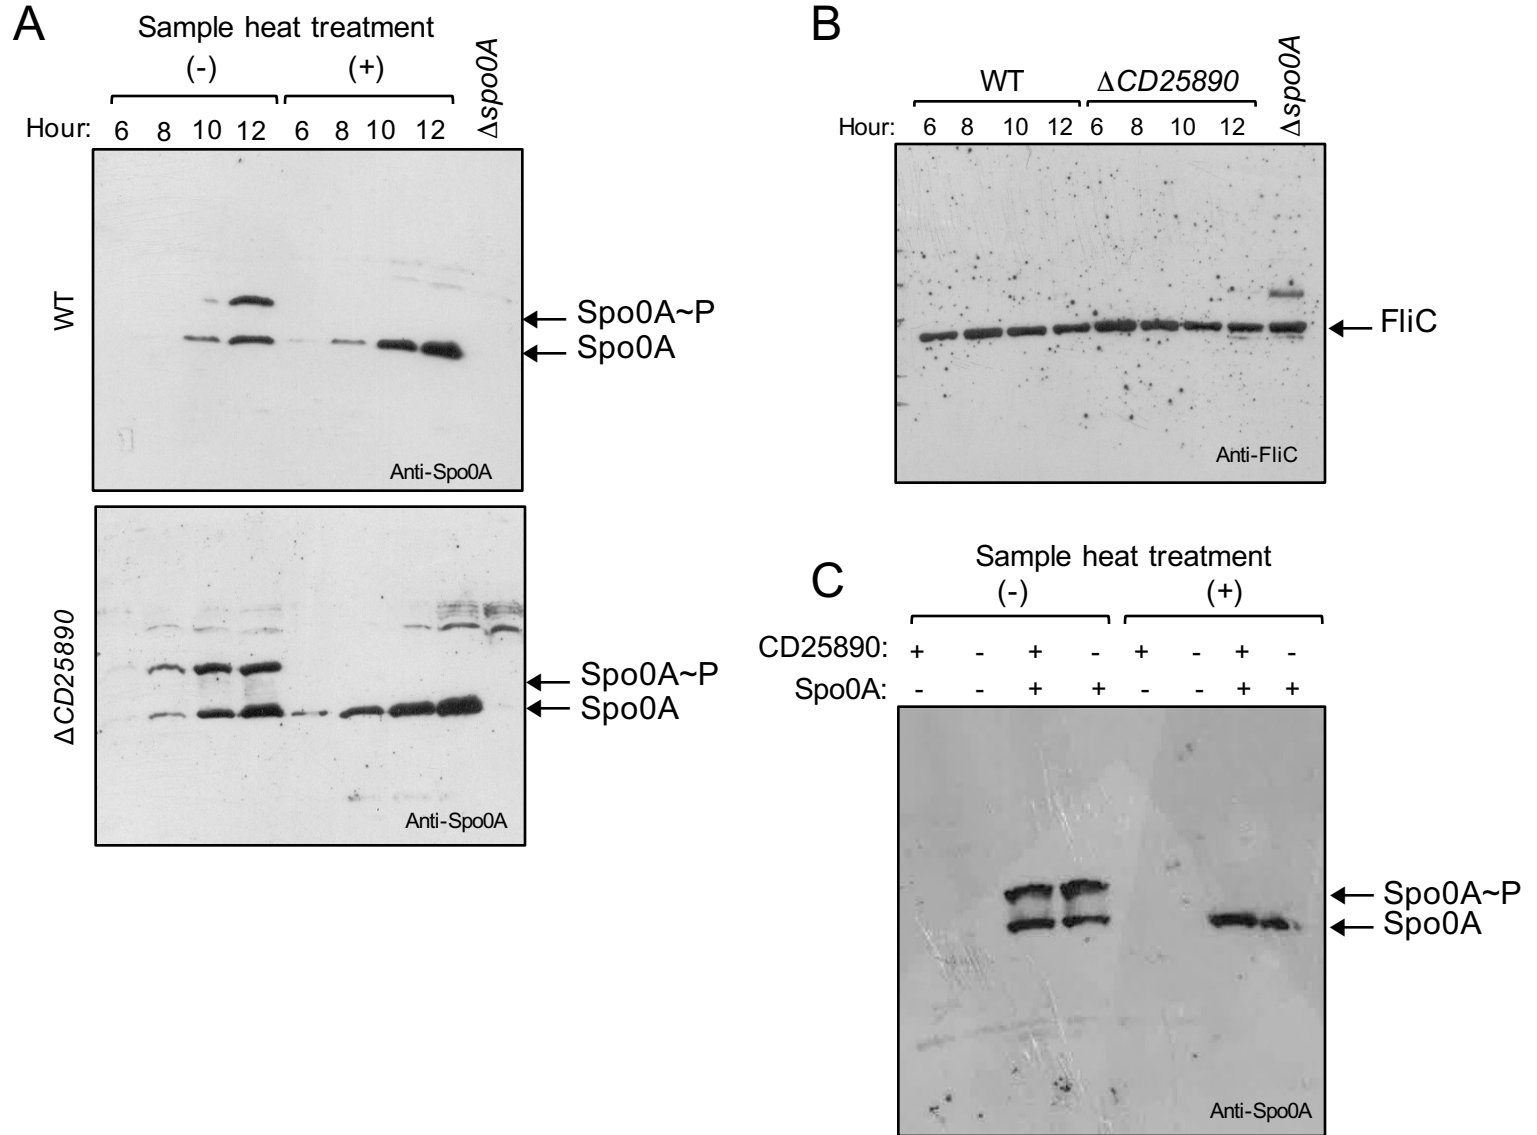 A
Sample heat treatment
(-) (+)
Δspo0A
Hour: 6 8 10 12 6 8 10 12
WT
Spo0A~P
Spo0A
Anti-Spo0A
ΔCD25890
Spo0A~P
Spo0A
Anti-Spo0A
B
WT ΔCD25890
Δspo0A
Hour: 6 8 10 12 6 8 10 12
FliC
Anti-FliC
C
Sample heat treatment
(-) (+)
CD25890: + - + - + - + -
Spo0A: - - + + - - + +
Spo0A~P
Spo0A
Anti-Spo0A